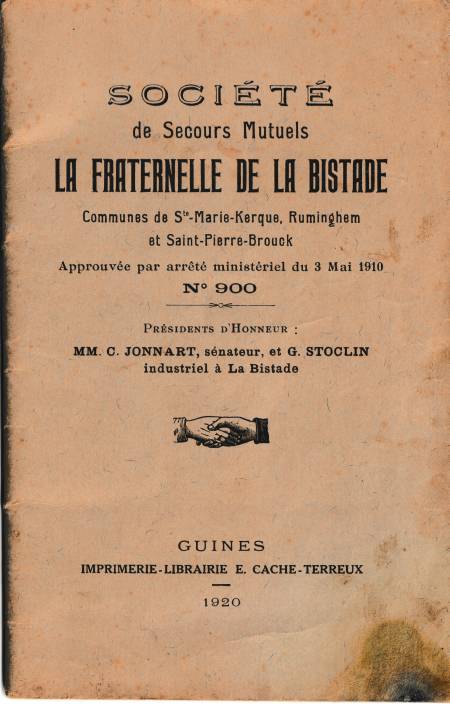 SOCIÉTÉ
de Secours Mutuels
LA FRATERNELLE DE LA BISTADE
Communes de Sᵗᵉ-Marie-Kerque, Ruminghem
et Saint-Pierre-Brouck
Approuvée par arrêté ministériel du 3 Mai 1910
N° 900
PRÉSIDENTS D'HONNEUR :
MM. C. JONNART, sénateur, et G. STOCLIN
industriel à La Bistade
GUINES
IMPRIMERIE-LIBRAIRIE E. CACHE-TERREUX
1920